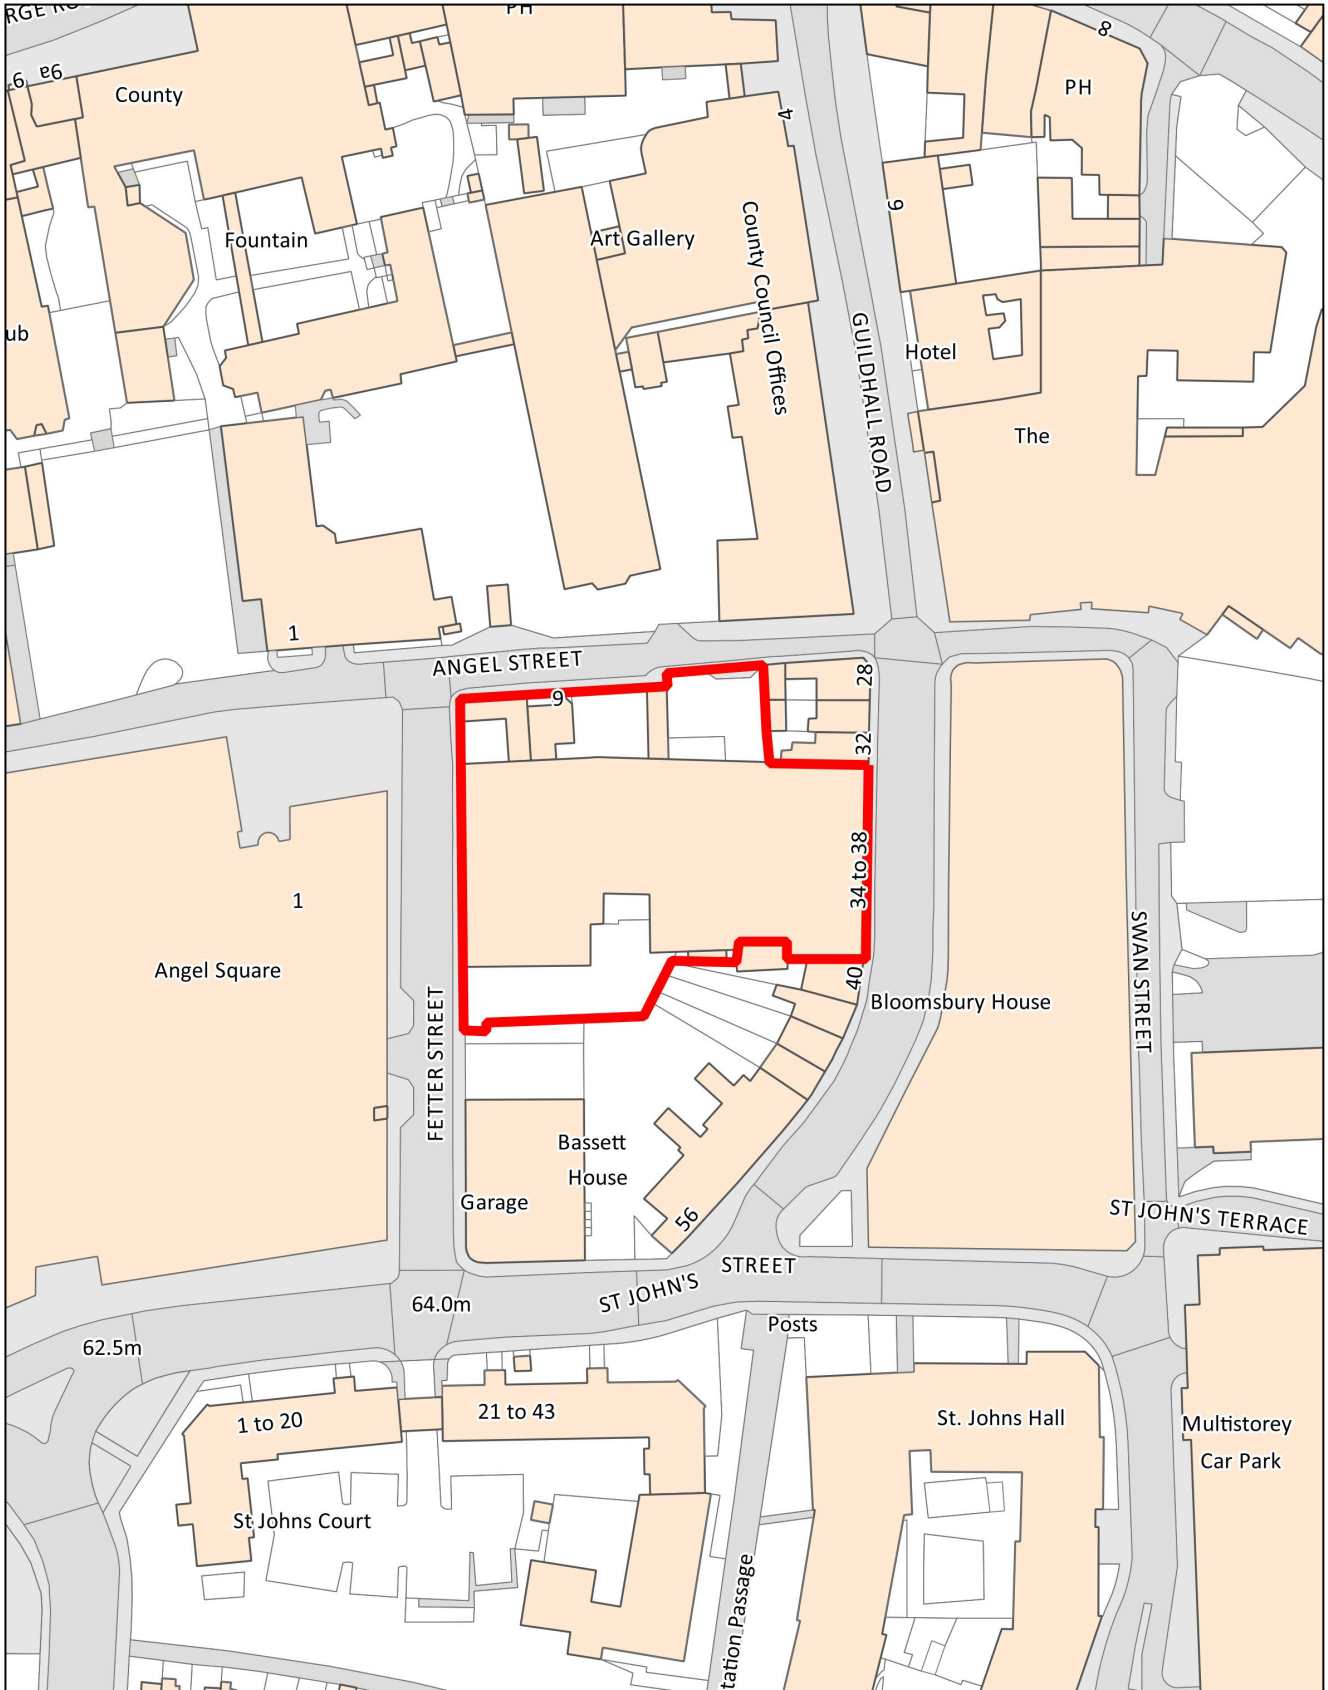 PH
8
9a
9
County
PH
4
Fountain
Art Gallery
County Council Offices
9
ub
GUILDHALL ROAD
Hotel
The
1
ANGEL STREET
9
28
32
34 to 38
1
Angel Square
40
Bloomsbury House
SWAN STREET
FETTER STREET
Bassett
House
Garage
56
ST JOHN'S TERRACE
ST JOHN'S STREET
64.0m
Posts
62.5m
1 to 20
21 to 43
St. Johns Hall
Multistorey
Car Park
St Johns Court
tation Passage